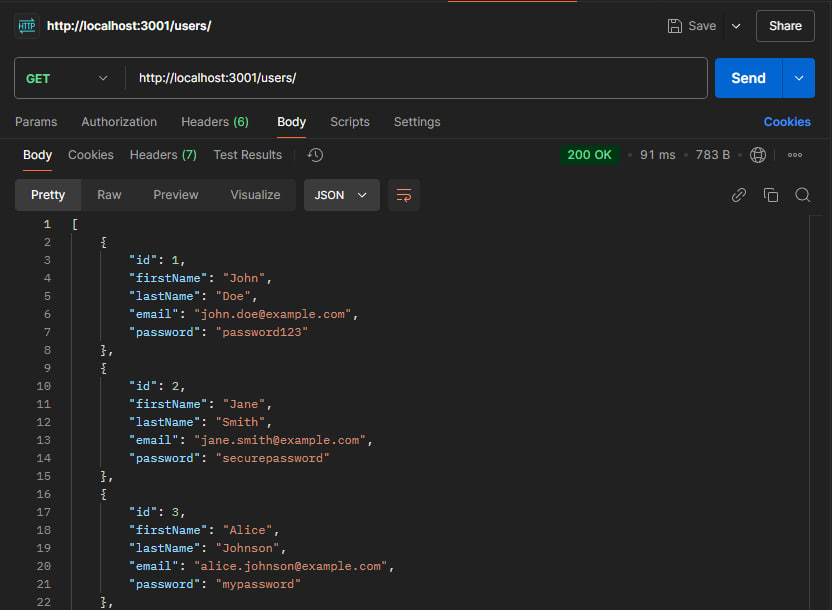 HTTP http://localhost:3001/users/ Save Share
GET http://localhost:3001/users/ Send
Params Authorization Headers (6) Body Scripts Settings Cookies
Body Cookies Headers (7) Test Results 200 OK • 91 ms • 783 B •
Pretty Raw Preview Visualize JSON
1 [
2 {
3 "id": 1,
4 "firstName": "John",
5 "lastName": "Doe",
6 "email": "john.doe@example.com",
7 "password": "password123"
8 },
9 {
10 "id": 2,
11 "firstName": "Jane",
12 "lastName": "Smith",
13 "email": "jane.smith@example.com",
14 "password": "securepassword"
15 },
16 {
17 "id": 3,
18 "firstName": "Alice",
19 "lastName": "Johnson",
20 "email": "alice.johnson@example.com",
21 "password": "mypassword"
22 },